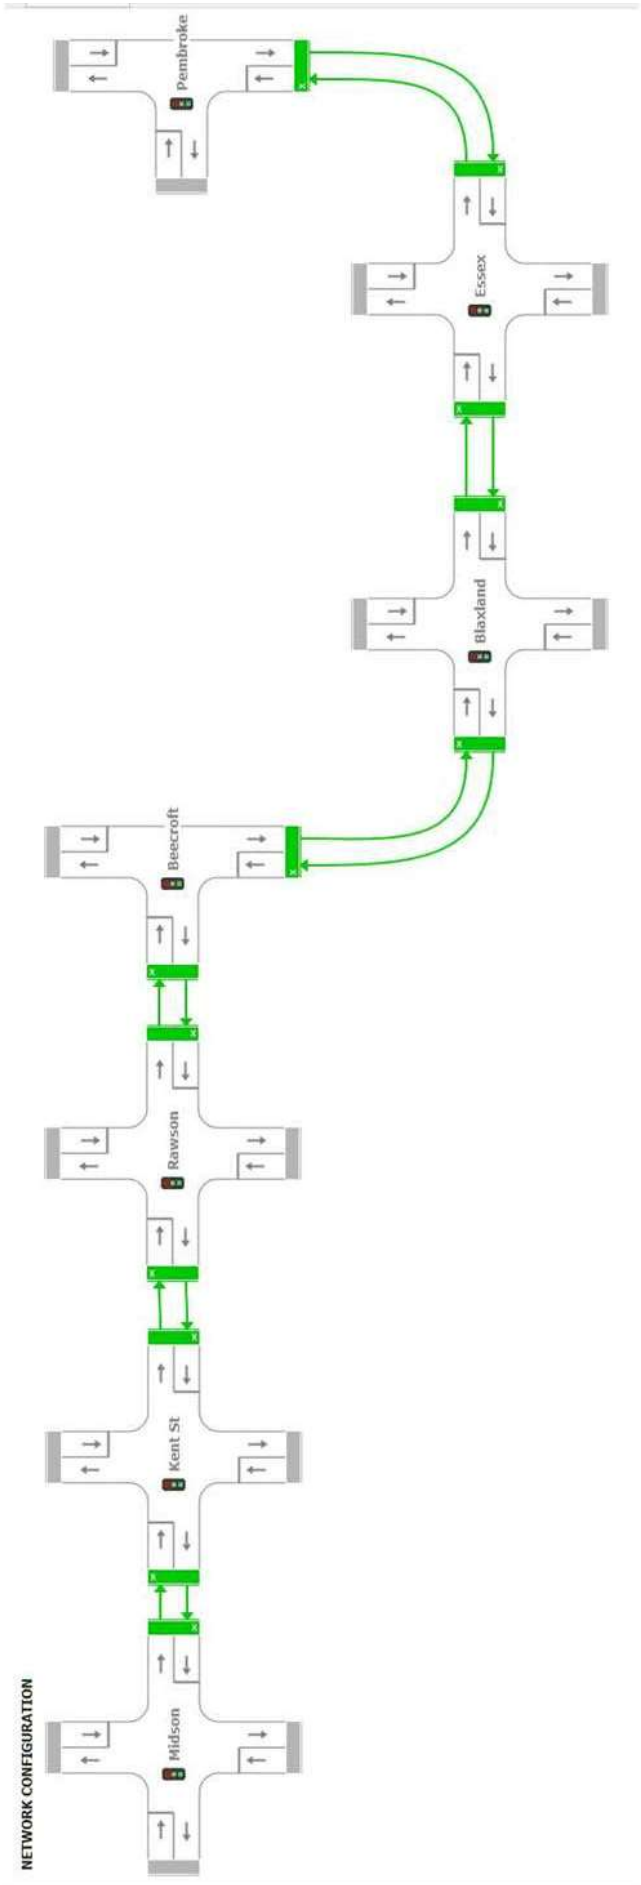 NETWORK CONFIGURATION
Midson
Kent St
Rawson
Beecroft
Blaxland
Essex
Pembroke